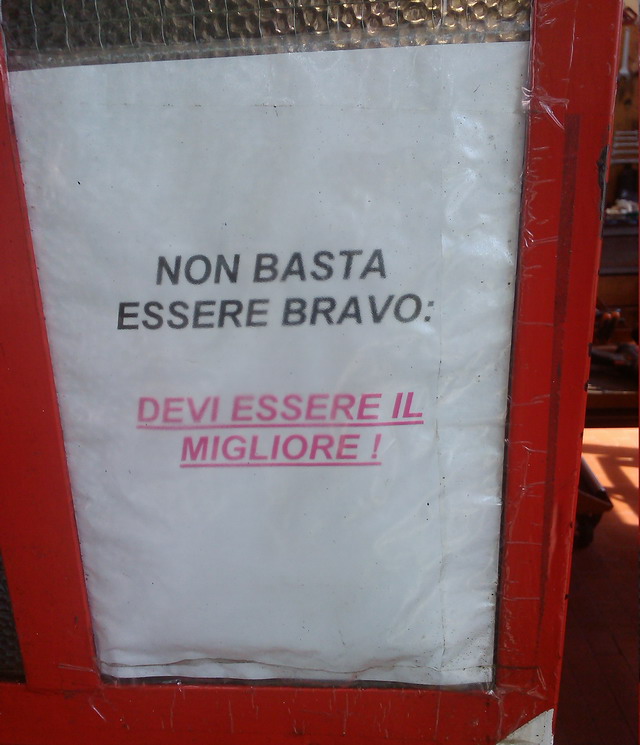 NON BASTA
ESSERE BRAVO:
DEVI ESSERE IL
MIGLIORE !